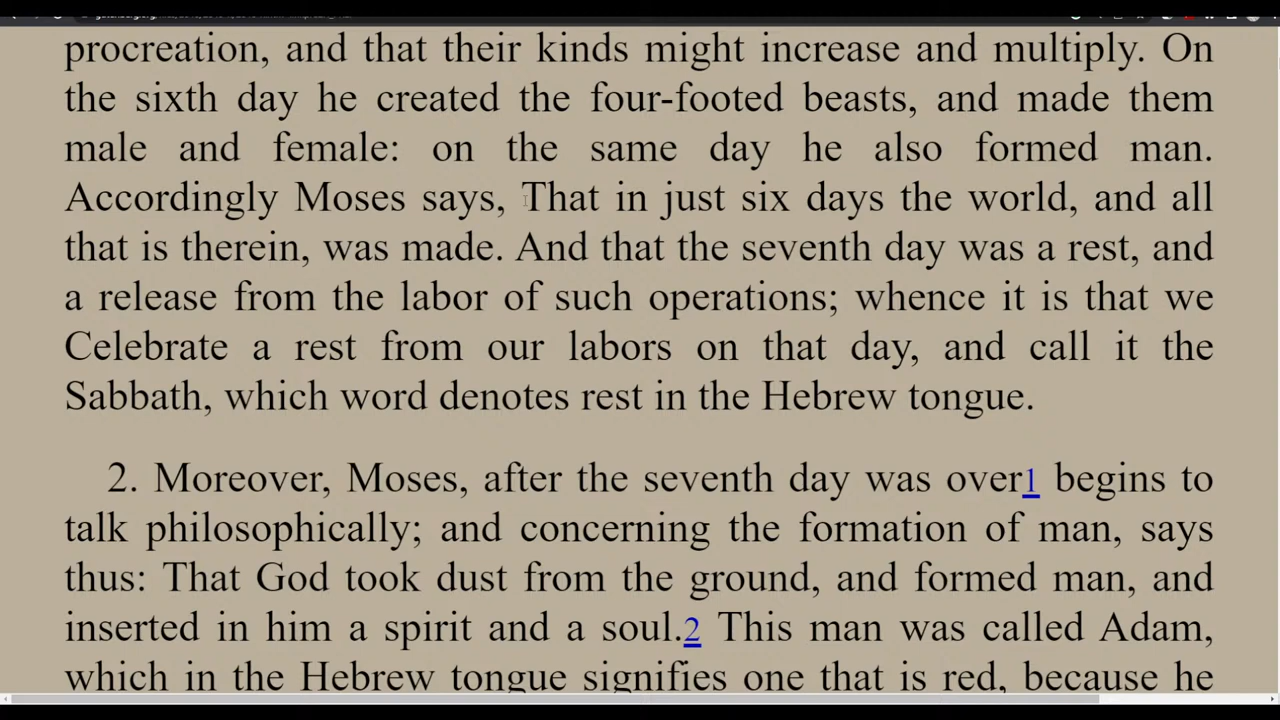 procreation, and that their kinds might increase and multiply. On
the sixth day he created the four-footed beasts, and made them
male and female: on the same day he also formed man.
Accordingly Moses says, That in just six days the world, and all
that is therein, was made. And that the seventh day was a rest, and
a release from the labor of such operations; whence it is that we
Celebrate a rest from our labors on that day, and call it the
Sabbath, which word denotes rest in the Hebrew tongue.
2. Moreover, Moses, after the seventh day was over1 begins to
talk philosophically; and concerning the formation of man, says
thus: That God took dust from the ground, and formed man, and
inserted in him a spirit and a soul.2 This man was called Adam,
which in the Hebrew tongue signifies one that is red, because he